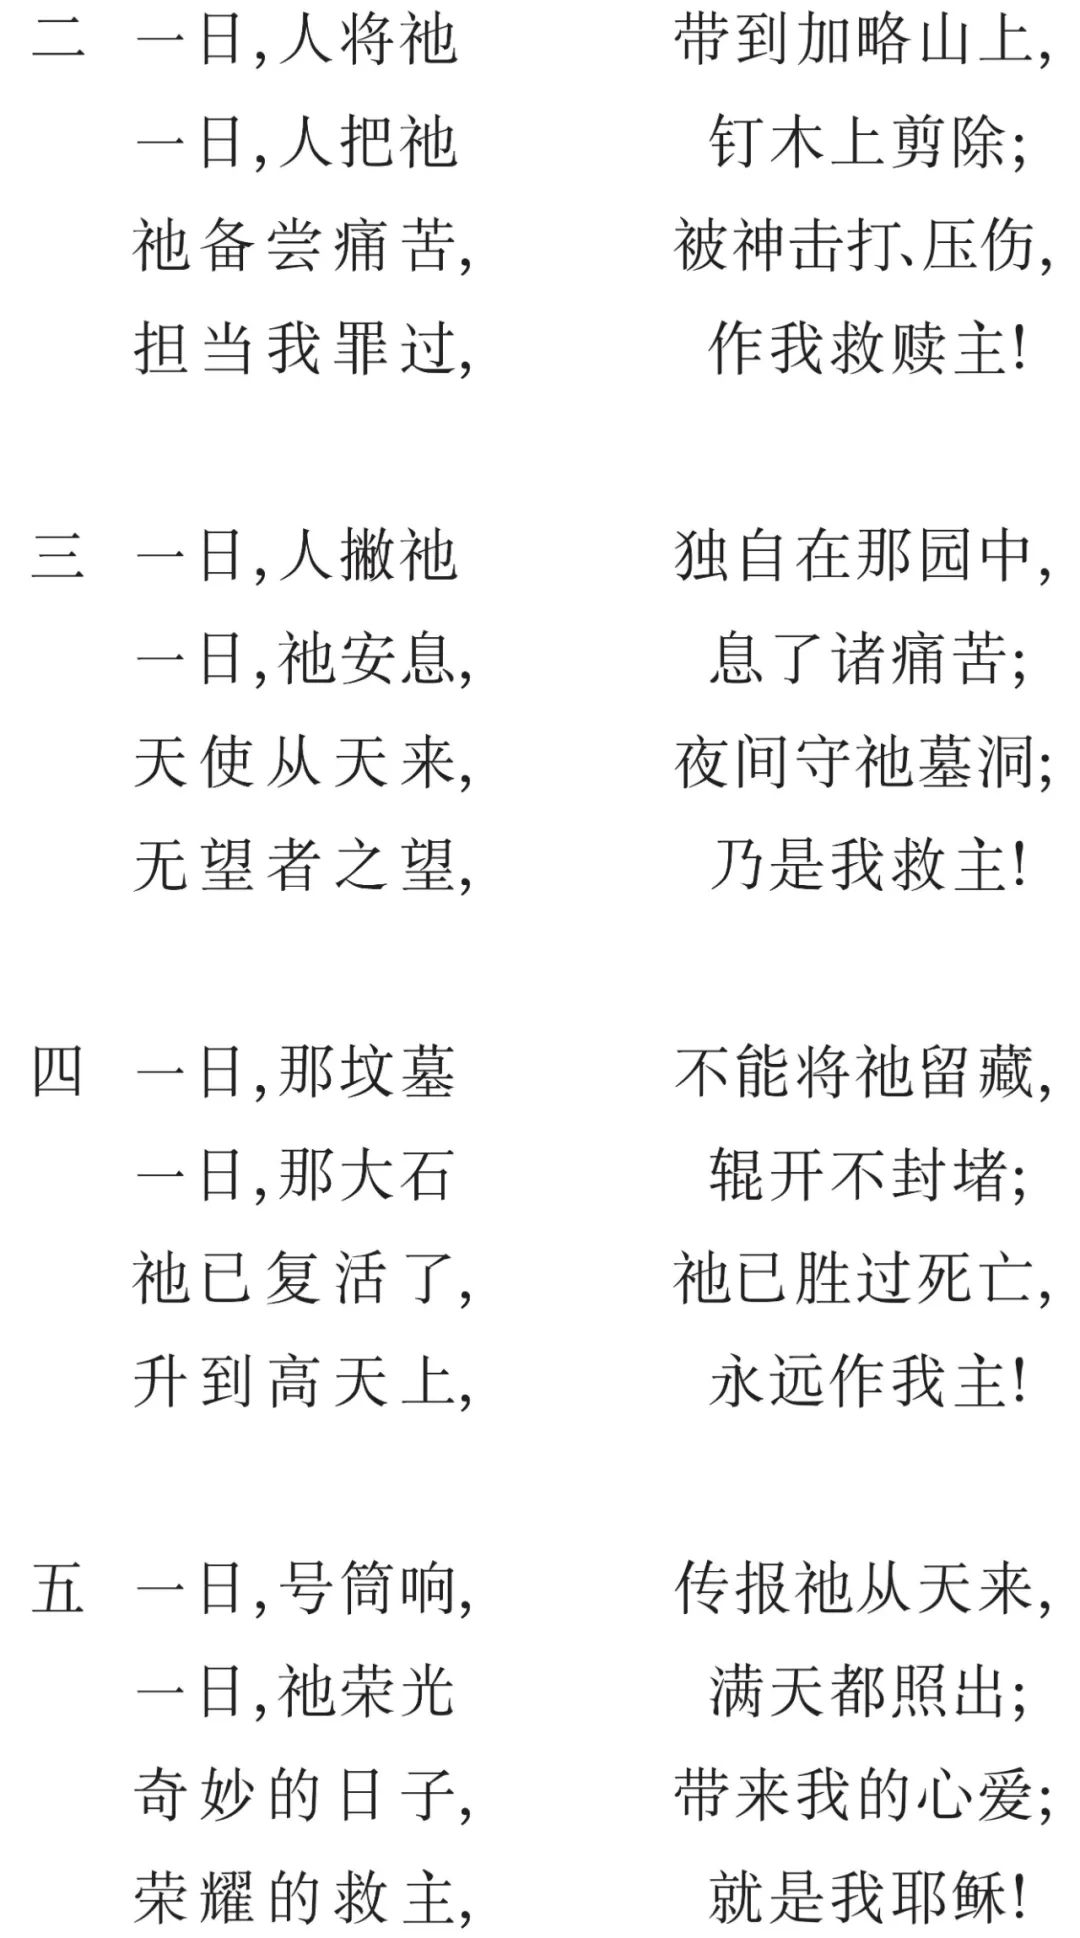 二 一日,人将祂 带到加略山上,
一日,人把祂 钉木上剪除;
祂备尝痛苦, 被神击打、压伤,
担当我罪过, 作我救赎主!
三 一日,人撇祂 独自在那园中,
一日,祂安息, 息了诸痛苦;
天使从天来, 夜间守祂墓洞;
无望者之望, 乃是我救主!
四 一日,那坟墓 不能将祂留藏,
一日,那大石 辊开不封堵;
祂已复活了, 祂已胜过死亡,
升到高天上, 永远作我主!
五 一日,号筒响, 传报祂从天来,
一日,祂荣光 满天都照出;
奇妙的日子, 带来我的心爱;
荣耀的救主, 就是我耶稣!